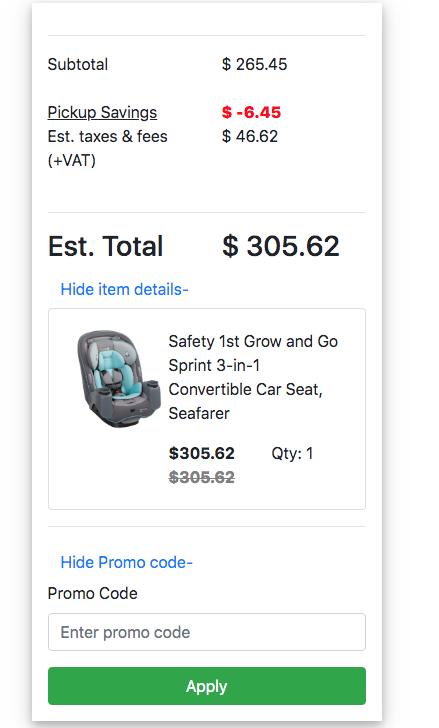 Subtotal $ 265.45
Pickup Savings $ -6.45
Est. taxes & fees $ 46.62
(+VAT)
Est. Total $ 305.62
Hide item details-
Safety 1st Grow and Go
Sprint 3-in-1
Convertible Car Seat,
Seafarer
$305.62 Qty: 1
$305.62
Hide Promo code-
Promo Code
Enter promo code
Apply